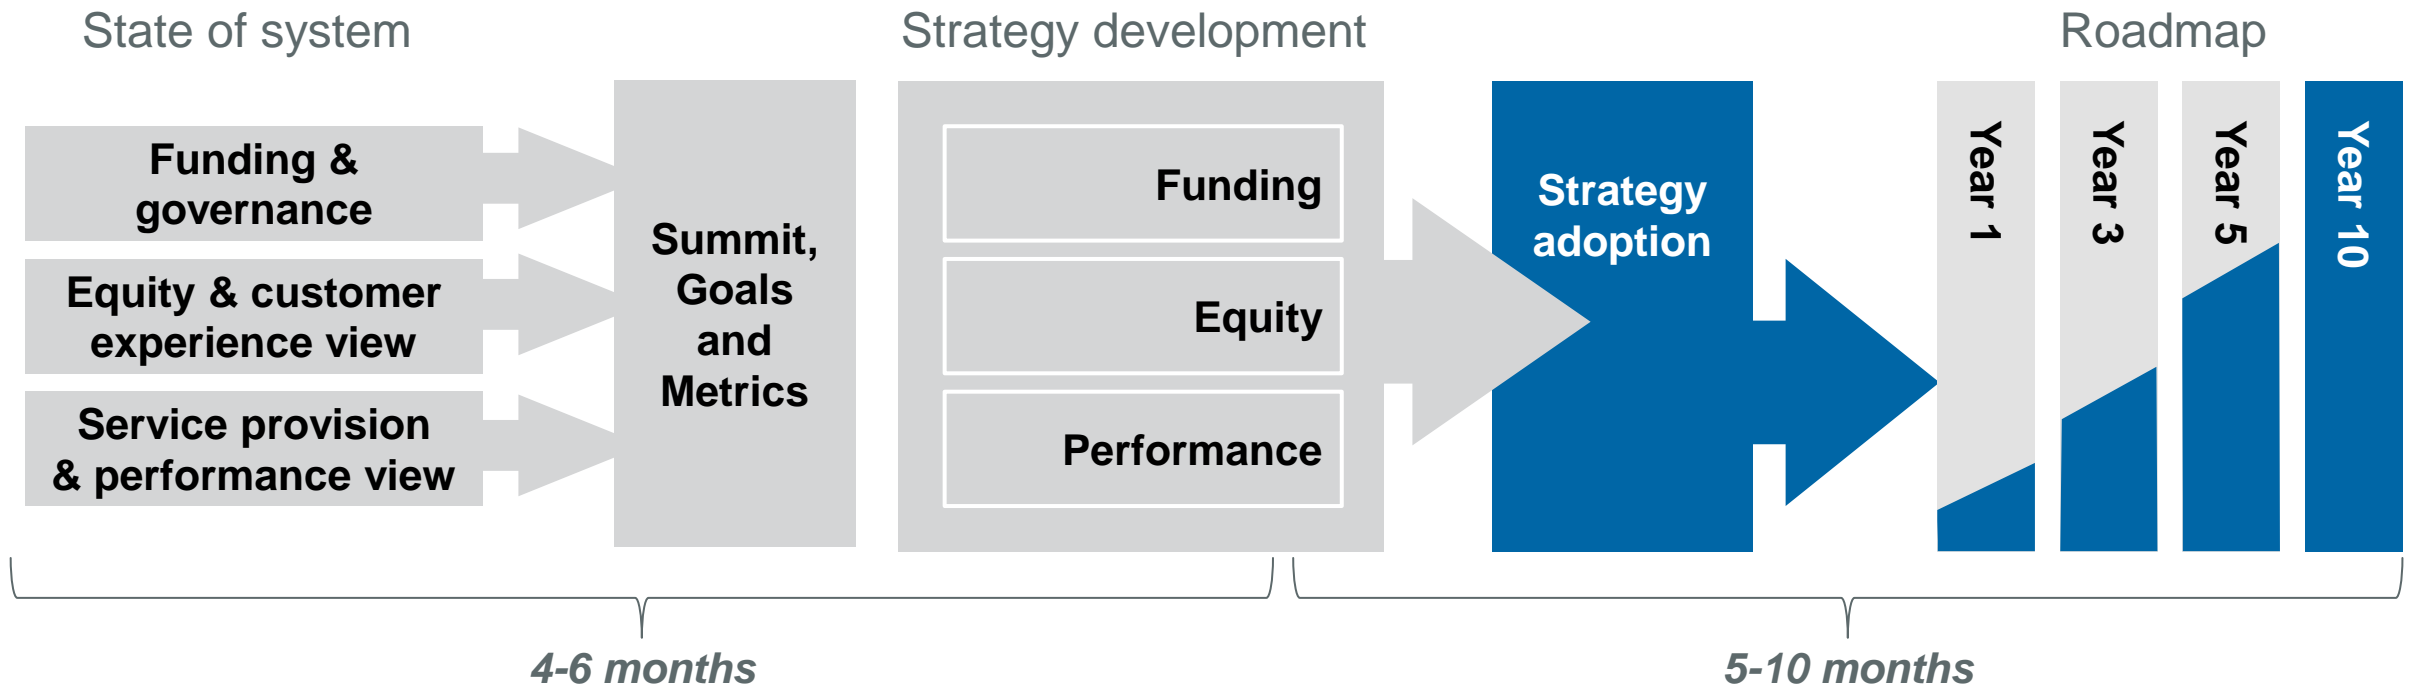 State of system
Strategy development
Roadmap
Funding &
governance
Equity & customer
experience view
Service provision
& performance view
Summit,
Goals
and
Metrics
Funding
Equity
Performance
Strategy
adoption
Year 1
Year 3
Year 5
Year 10
4-6 months
5-10 months